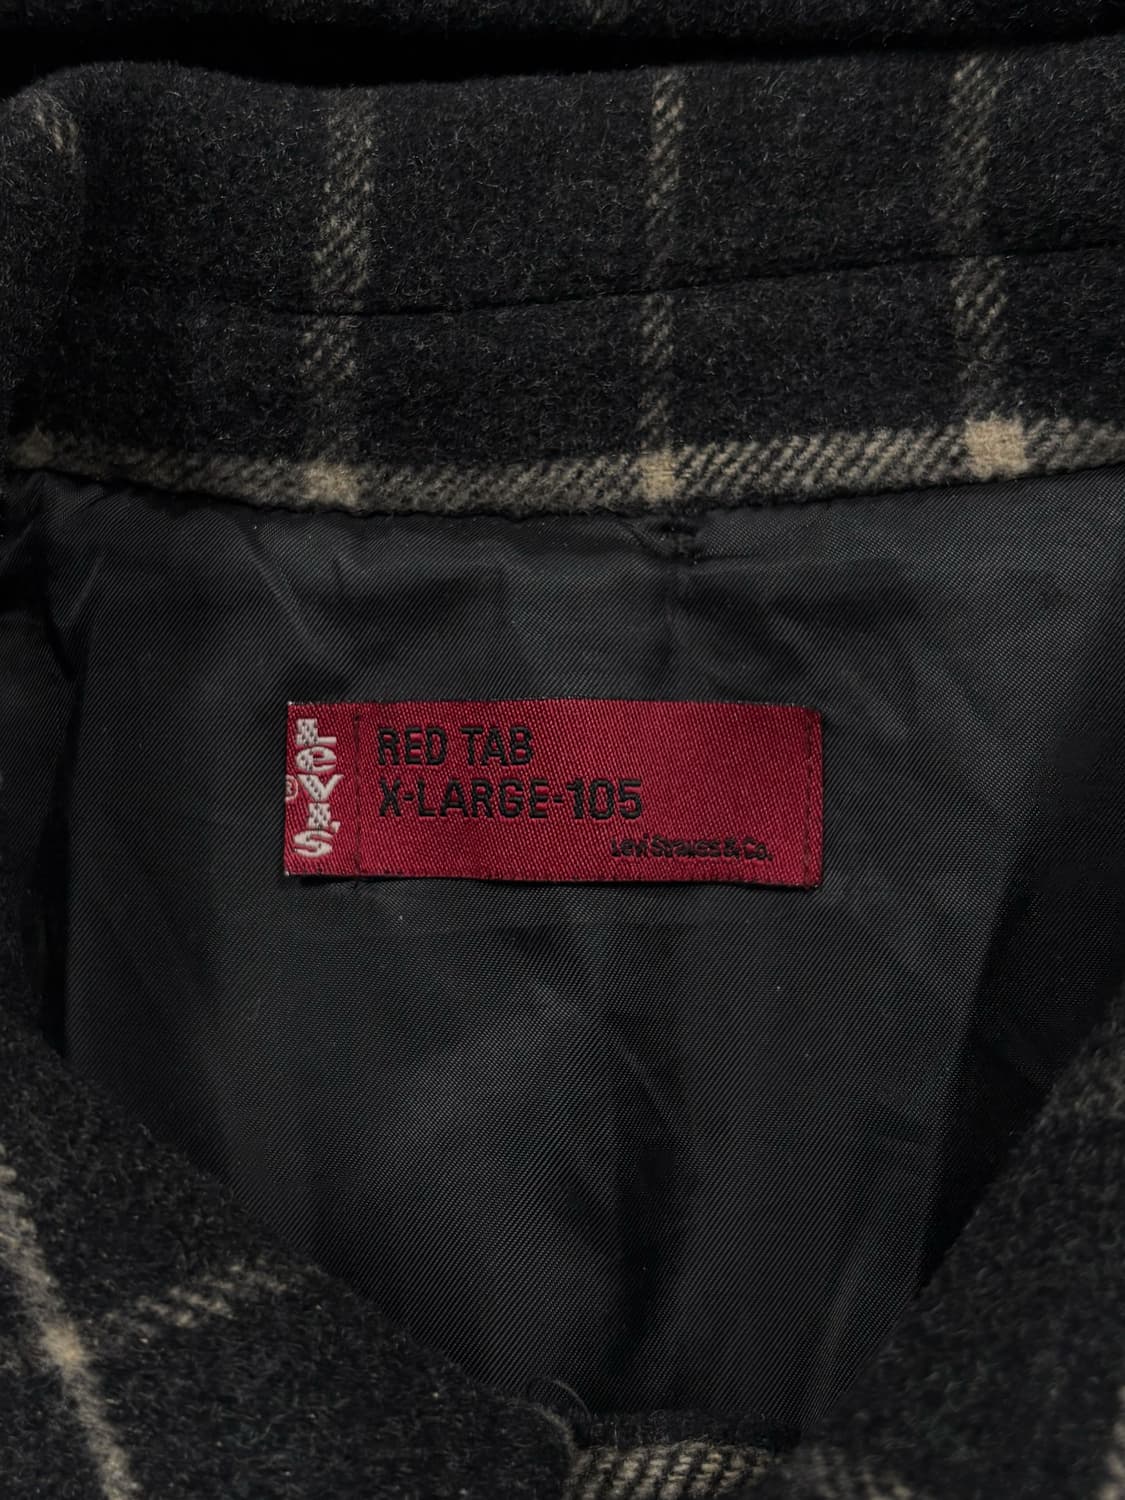 Levi's
®
RED TAB
X-LARGE-105
Levi Strauss & Co.